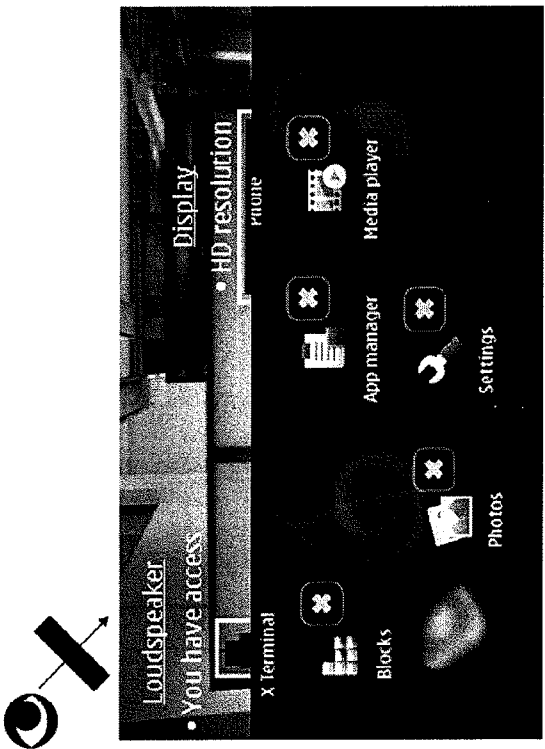 Loudspeaker
• You have access
Display
• HD resolution
X Terminal
Phone
Blocks
App manager
Media player
Photos
Settings